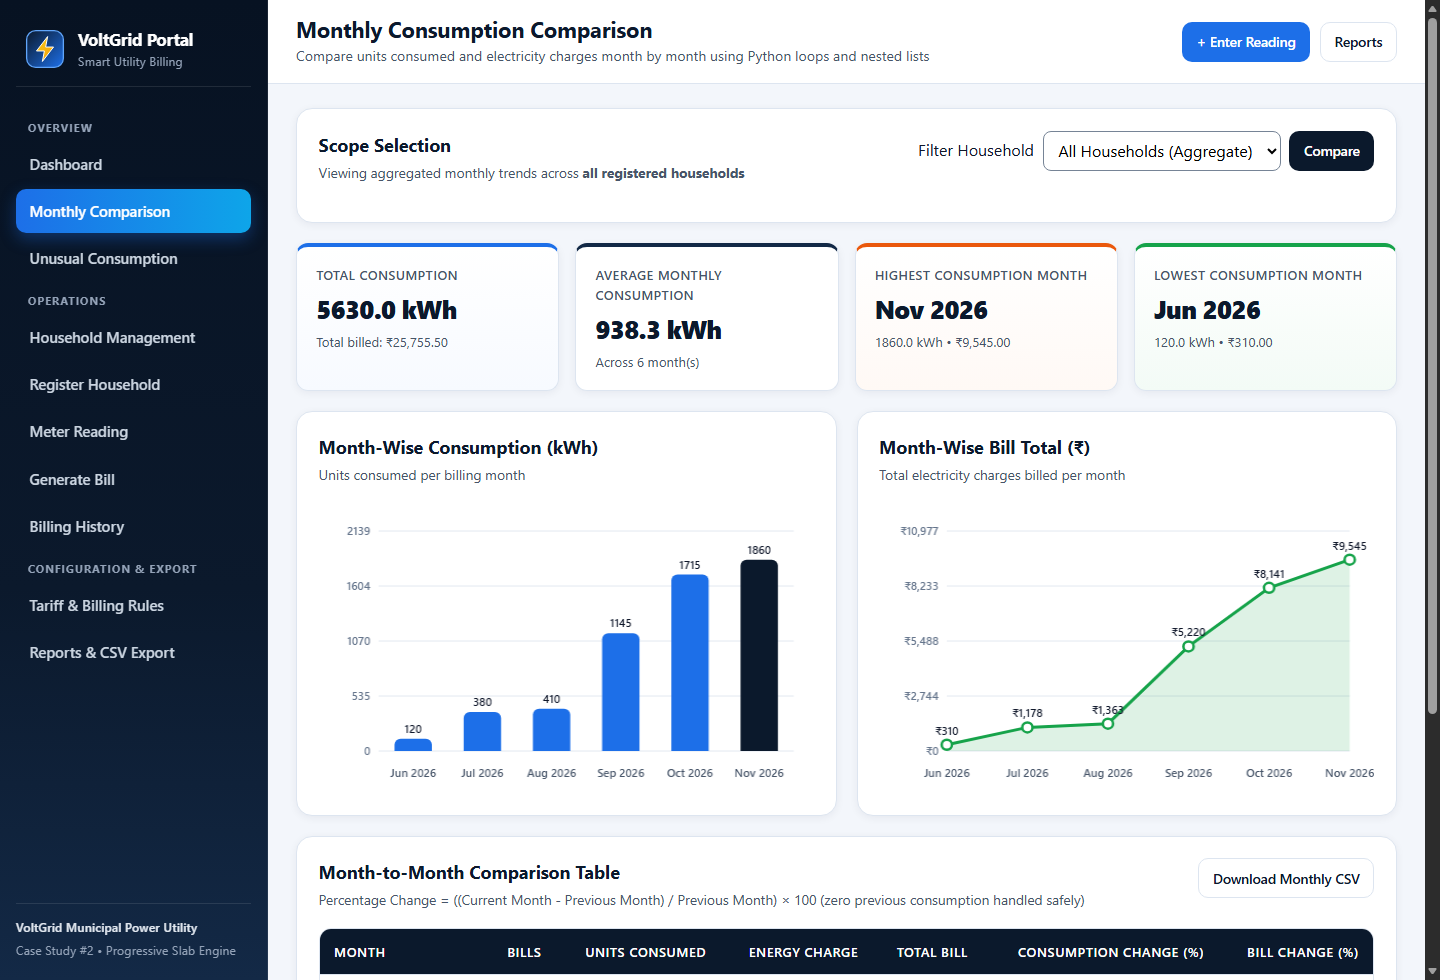 VoltGrid Portal
Smart Utility Billing
OVERVIEW
Dashboard
Monthly Comparison
Unusual Consumption
OPERATIONS
Household Management
Register Household
Meter Reading
Generate Bill
Billing History
CONFIGURATION & EXPORT
Tariff & Billing Rules
Reports & CSV Export
VoltGrid Municipal Power Utility
Case Study #2 • Progressive Slab Engine
Monthly Consumption Comparison
Compare units consumed and electricity charges month by month using Python loops and nested lists
+ Enter Reading
Reports
Scope Selection
Viewing aggregated monthly trends across all registered households
Filter Household
All Households (Aggregate)
Compare
TOTAL CONSUMPTION
5630.0 kWh
Total billed: ₹25,755.50
AVERAGE MONTHLY
CONSUMPTION
938.3 kWh
Across 6 month(s)
HIGHEST CONSUMPTION MONTH
Nov 2026
1860.0 kWh • ₹9,545.00
LOWEST CONSUMPTION MONTH
Jun 2026
120.0 kWh • ₹310.00
Month-Wise Consumption (kWh)
Units consumed per billing month
2139
1604
1070
535
0
120
380
410
1145
1715
1860
Jun 2026
Jul 2026
Aug 2026
Sep 2026
Oct 2026
Nov 2026
Month-Wise Bill Total (₹)
Total electricity charges billed per month
₹10,977
₹8,233
₹5,488
₹2,744
₹0
₹310
₹1,178
₹1,363
₹5,220
₹8,141
₹9,545
Jun 2026
Jul 2026
Aug 2026
Sep 2026
Oct 2026
Nov 2026
Month-to-Month Comparison Table
Percentage Change = ((Current Month - Previous Month) / Previous Month) × 100 (zero previous consumption handled safely)
Download Monthly CSV
MONTH BILLS UNITS CONSUMED ENERGY CHARGE TOTAL BILL CONSUMPTION CHANGE (%) BILL CHANGE (%)